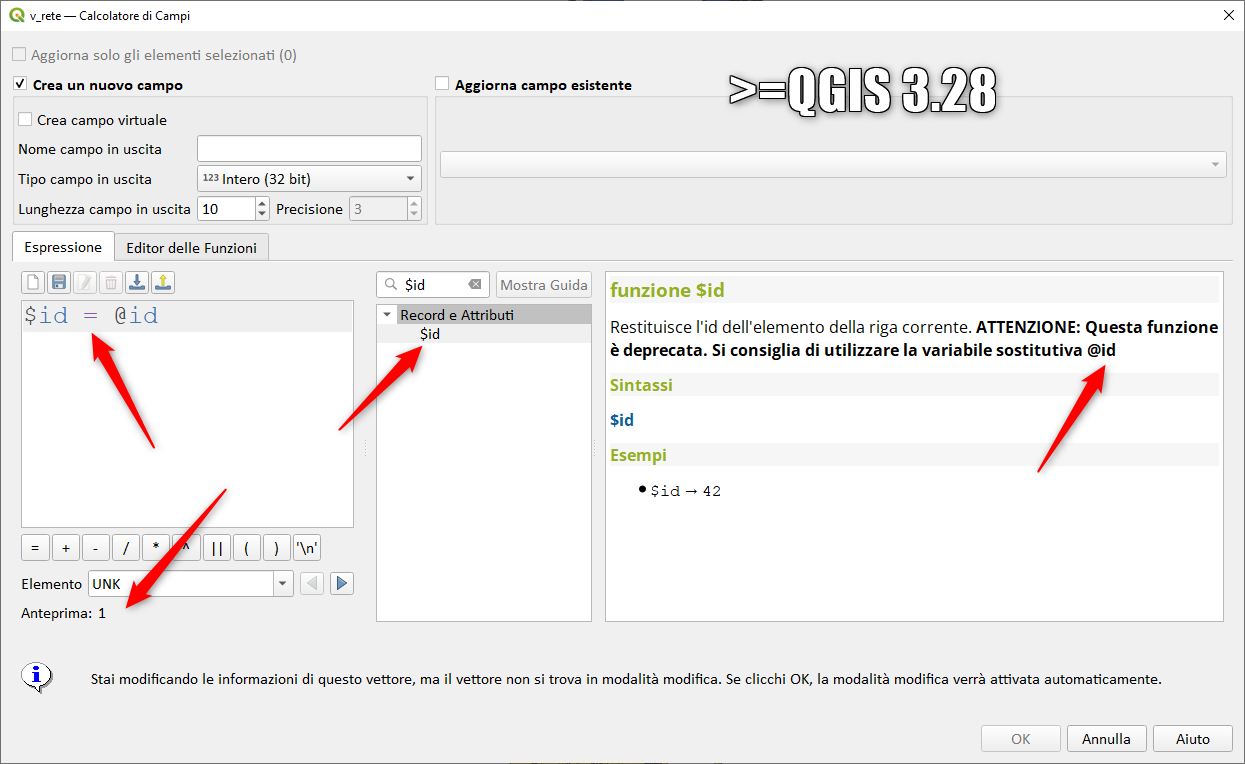 v_rete — Calcolatore di Campi
Aggiorna solo gli elementi selezionati (0)
Crea un nuovo campo
Aggiorna campo esistente
>=QGIS 3.28
Crea campo virtuale
Nome campo in uscita
Tipo campo in uscita
123 Intero (32 bit)
Lunghezza campo in uscita
10
Precisione
3
Espressione
Editor delle Funzioni
$id = @id
$id
Mostra Guida
Record e Attributi
$id
funzione $id
Restituisce l'id dell'elemento della riga corrente. ATTENZIONE: Questa funzione
è deprecata. Si consiglia di utilizzare la variabile sostitutiva @id
Sintassi
$id
Esempi
$id → 42
= + - / * ^ || ( ) '\n'
Elemento
UNK
Anteprima: 1
Stai modificando le informazioni di questo vettore, ma il vettore non si trova in modalità modifica. Se clicchi OK, la modalità modifica verrà attivata automaticamente.
OK
Annulla
Aiuto